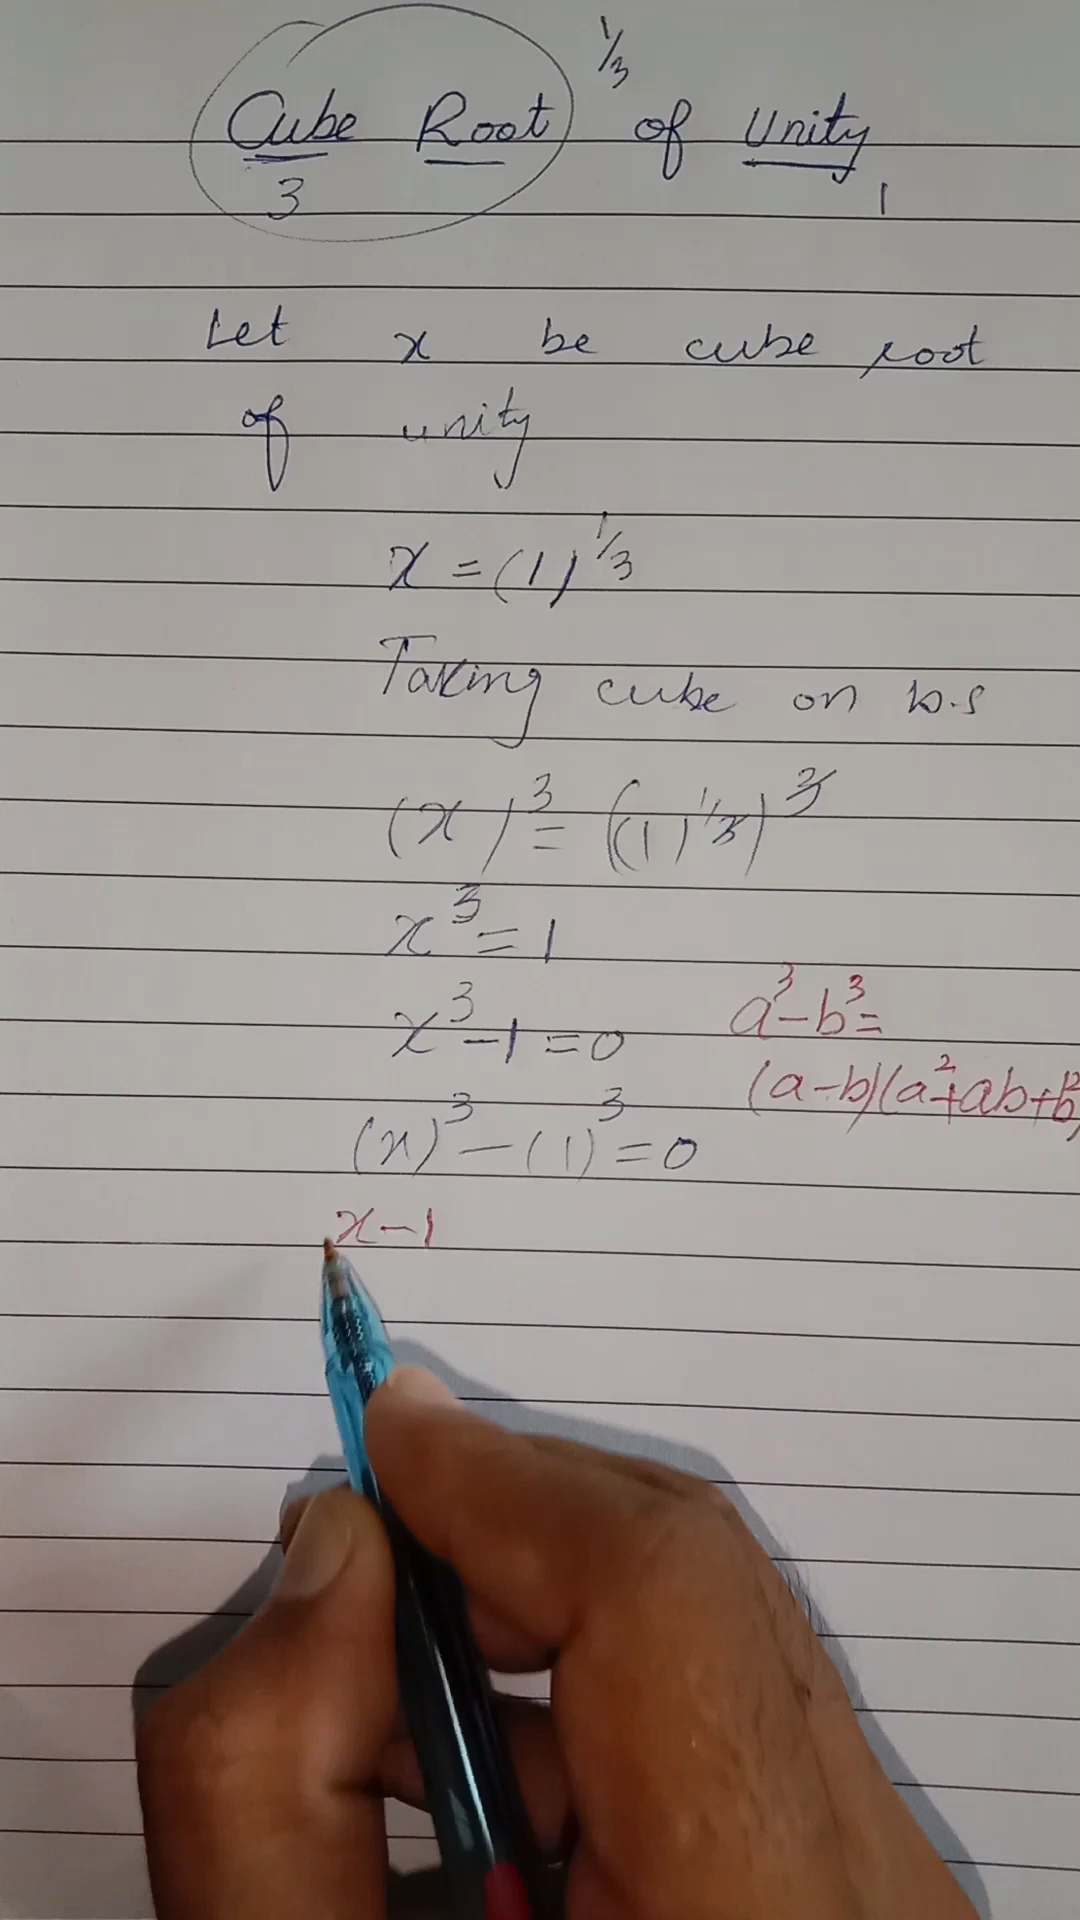 Cube Root 1/3 of Unity
3 1
Let x be cube root
of unity
x = (1)^1/3
Taking cube on b.s
(x)^3 = ((1)^1/3)^3
x^3 = 1
x^3 - 1 = 0
a^3 - b^3 =
(a-b)(a^2+ab+b^2)
(x)^3 - (1)^3 = 0
x - 1